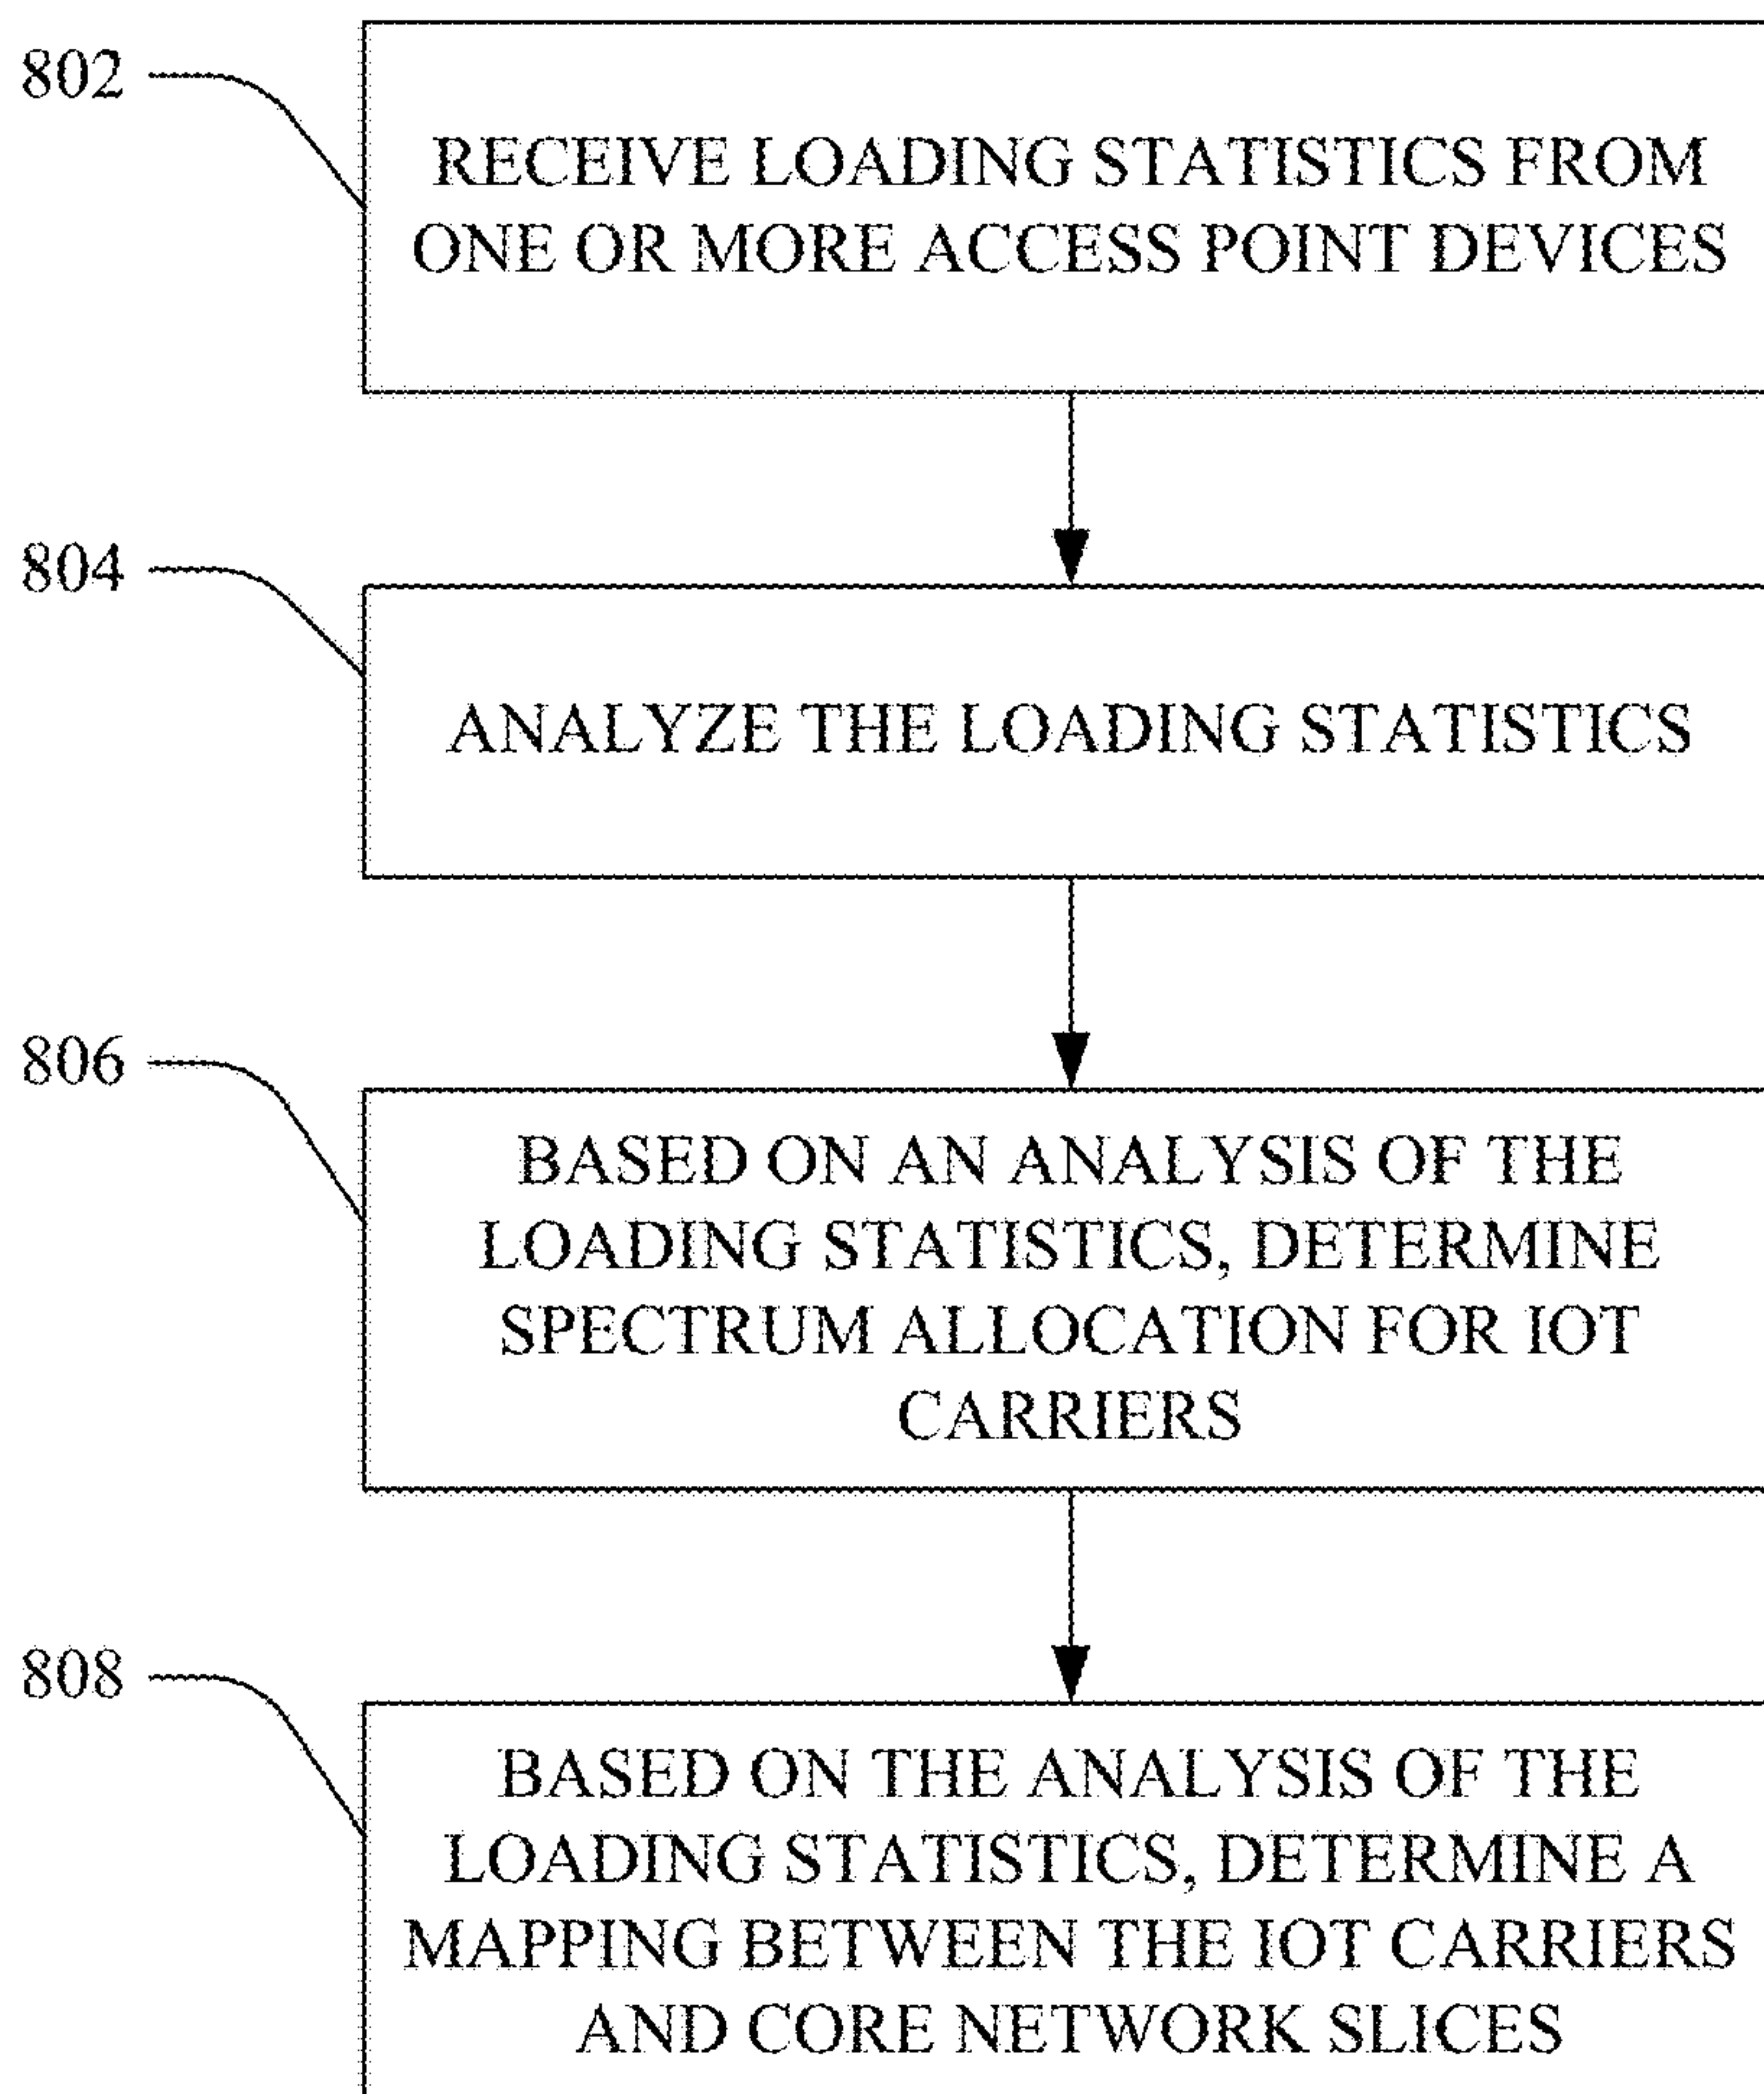 802
RECEIVE LOADING STATISTICS FROM
ONE OR MORE ACCESS POINT DEVICES
804
ANALYZE THE LOADING STATISTICS
806
BASED ON AN ANALYSIS OF THE
LOADING STATISTICS, DETERMINE
SPECTRUM ALLOCATION FOR IOT
CARRIERS
808
BASED ON THE ANALYSIS OF THE
LOADING STATISTICS, DETERMINE A
MAPPING BETWEEN THE IOT CARRIERS
AND CORE NETWORK SLICES